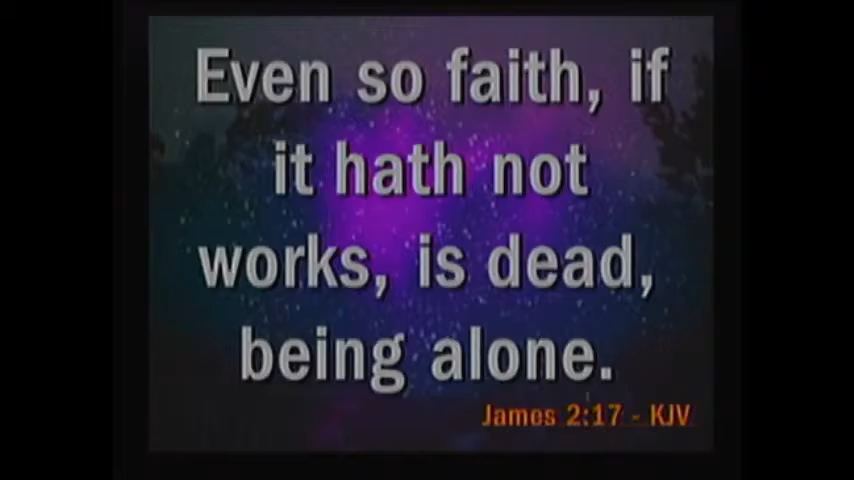 Even so faith, if
it hath not
works, is dead,
being alone.
James 2:17 - KJV